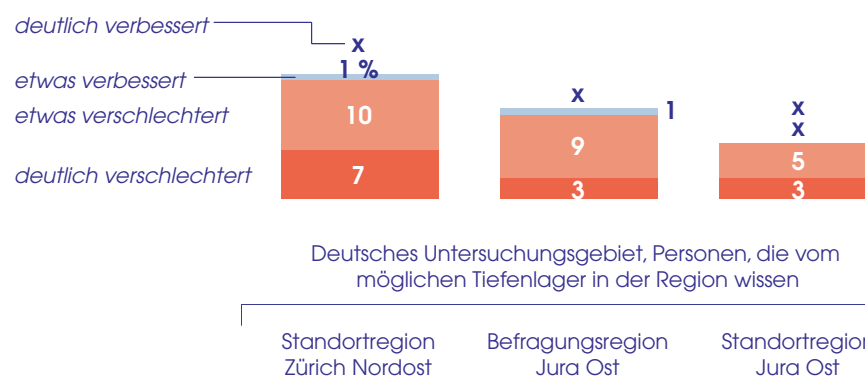 deutlich verbessert
x
1 %
etwas verbessert
x
1
x
x
etwas verschlechtert
10
9
5
deutlich verschlechtert
7
3
3
Deutsches Untersuchungsgebiet, Personen, die vom
möglichen Tiefenlager in der Region wissen
Standortregion Befragungsregion Standortregion
Zürich Nordost Jura Ost Jura Ost